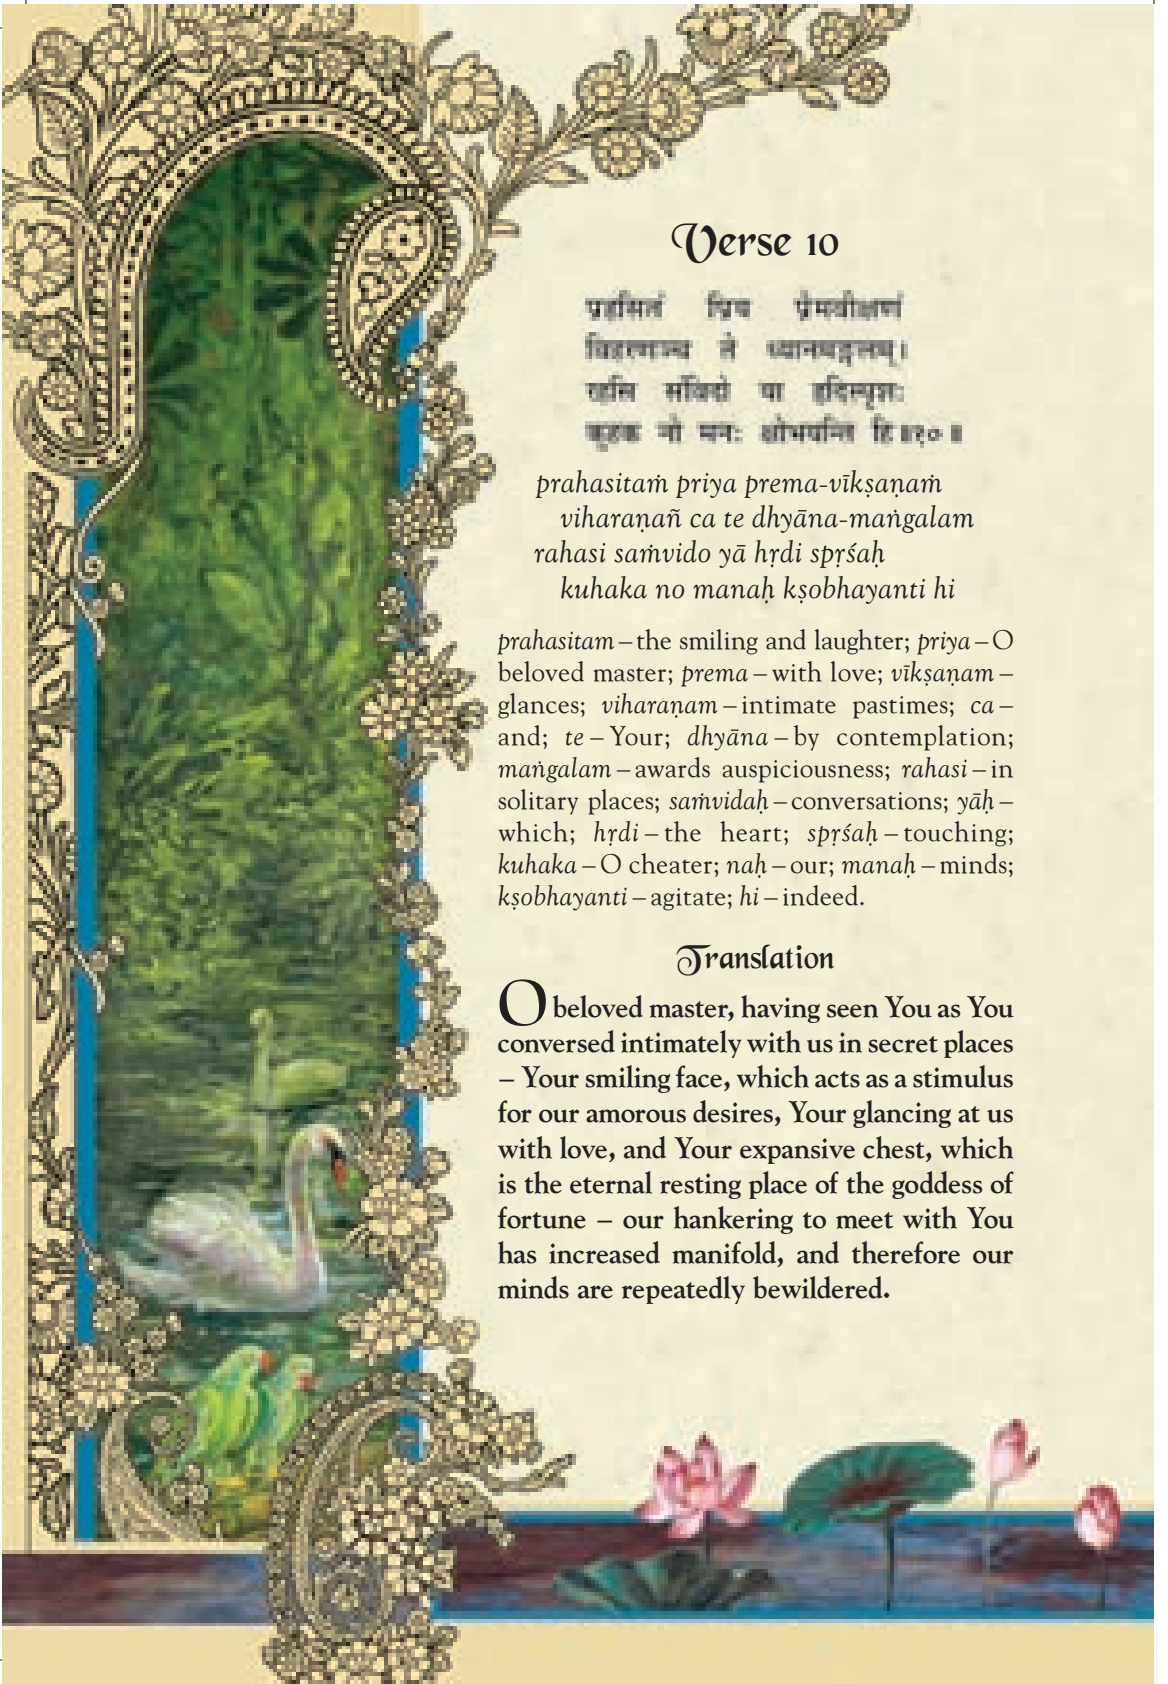 Verse 10
प्रहसितं प्रिय प्रेमवीक्षणं
विहरणञ्च ते ध्यानमङ्गलम्।
रहसि संविदो या हृदिस्पृशः
कुहक नो मनः क्षोभयन्ति हि॥१०॥
prahasitaṁ priya prema-vīkṣaṇaṁ
viharaṇañ ca te dhyāna-maṅgalam
rahasi saṁvido yā hṛdi spṛśaḥ
kuhaka no manaḥ kṣobhayanti hi
prahasitam – the smiling and laughter; priya – O
beloved master; prema – with love; vīkṣaṇam –
glances; viharaṇam – intimate pastimes; ca –
and; te – Your; dhyāna – by contemplation;
maṅgalam – awards auspiciousness; rahasi – in
solitary places; saṁvidaḥ – conversations; yāḥ –
which; hṛdi – the heart; spṛśaḥ – touching;
kuhaka – O cheater; naḥ – our; manaḥ – minds;
kṣobhayanti – agitate; hi – indeed.
Translation
O beloved master, having seen You as You
conversed intimately with us in secret places
– Your smiling face, which acts as a stimulus
for our amorous desires, Your glancing at us
with love, and Your expansive chest, which
is the eternal resting place of the goddess of
fortune – our hankering to meet with You
has increased manifold, and therefore our
minds are repeatedly bewildered.